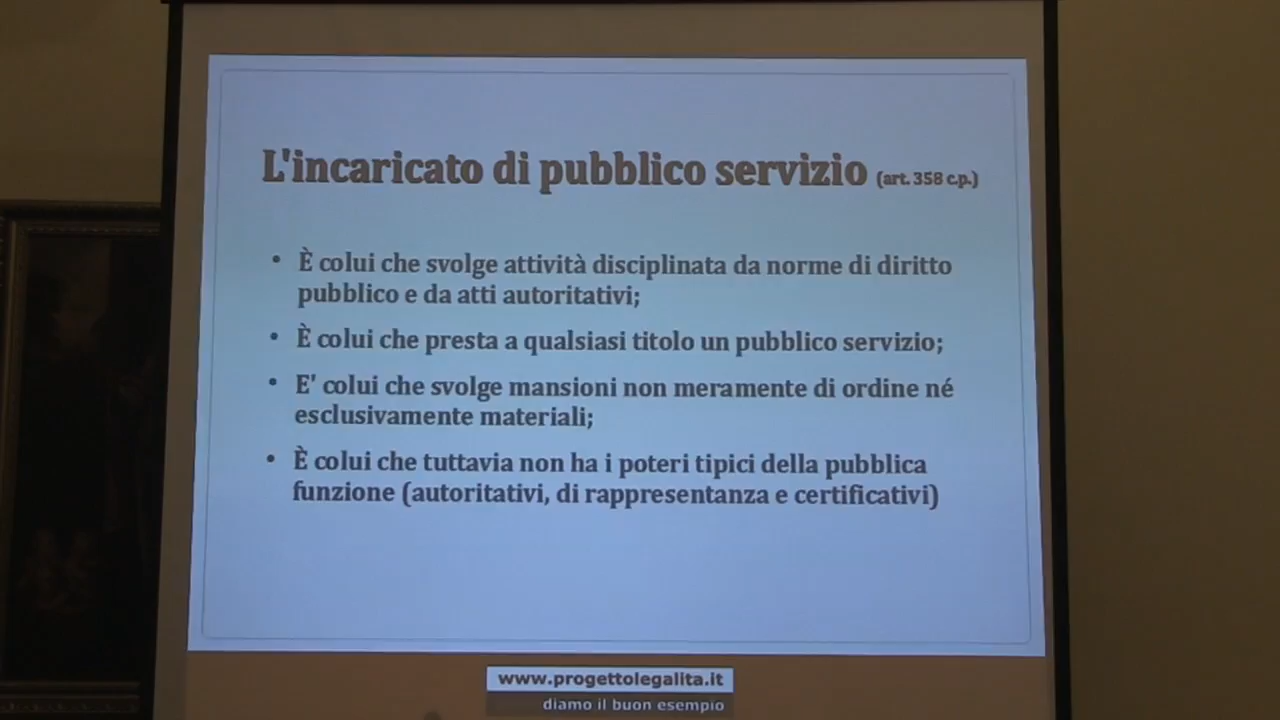 L'incaricato di pubblico servizio (art. 358 c.p.)
• È colui che svolge attività disciplinata da norme di diritto
pubblico e da atti autoritativi;
• È colui che presta a qualsiasi titolo un pubblico servizio;
• E' colui che svolge mansioni non meramente di ordine né
esclusivamente materiali;
• È colui che tuttavia non ha i poteri tipici della pubblica
funzione (autoritativi, di rappresentanza e certificativi)
www.progettolegalita.it
diamo il buon esempio